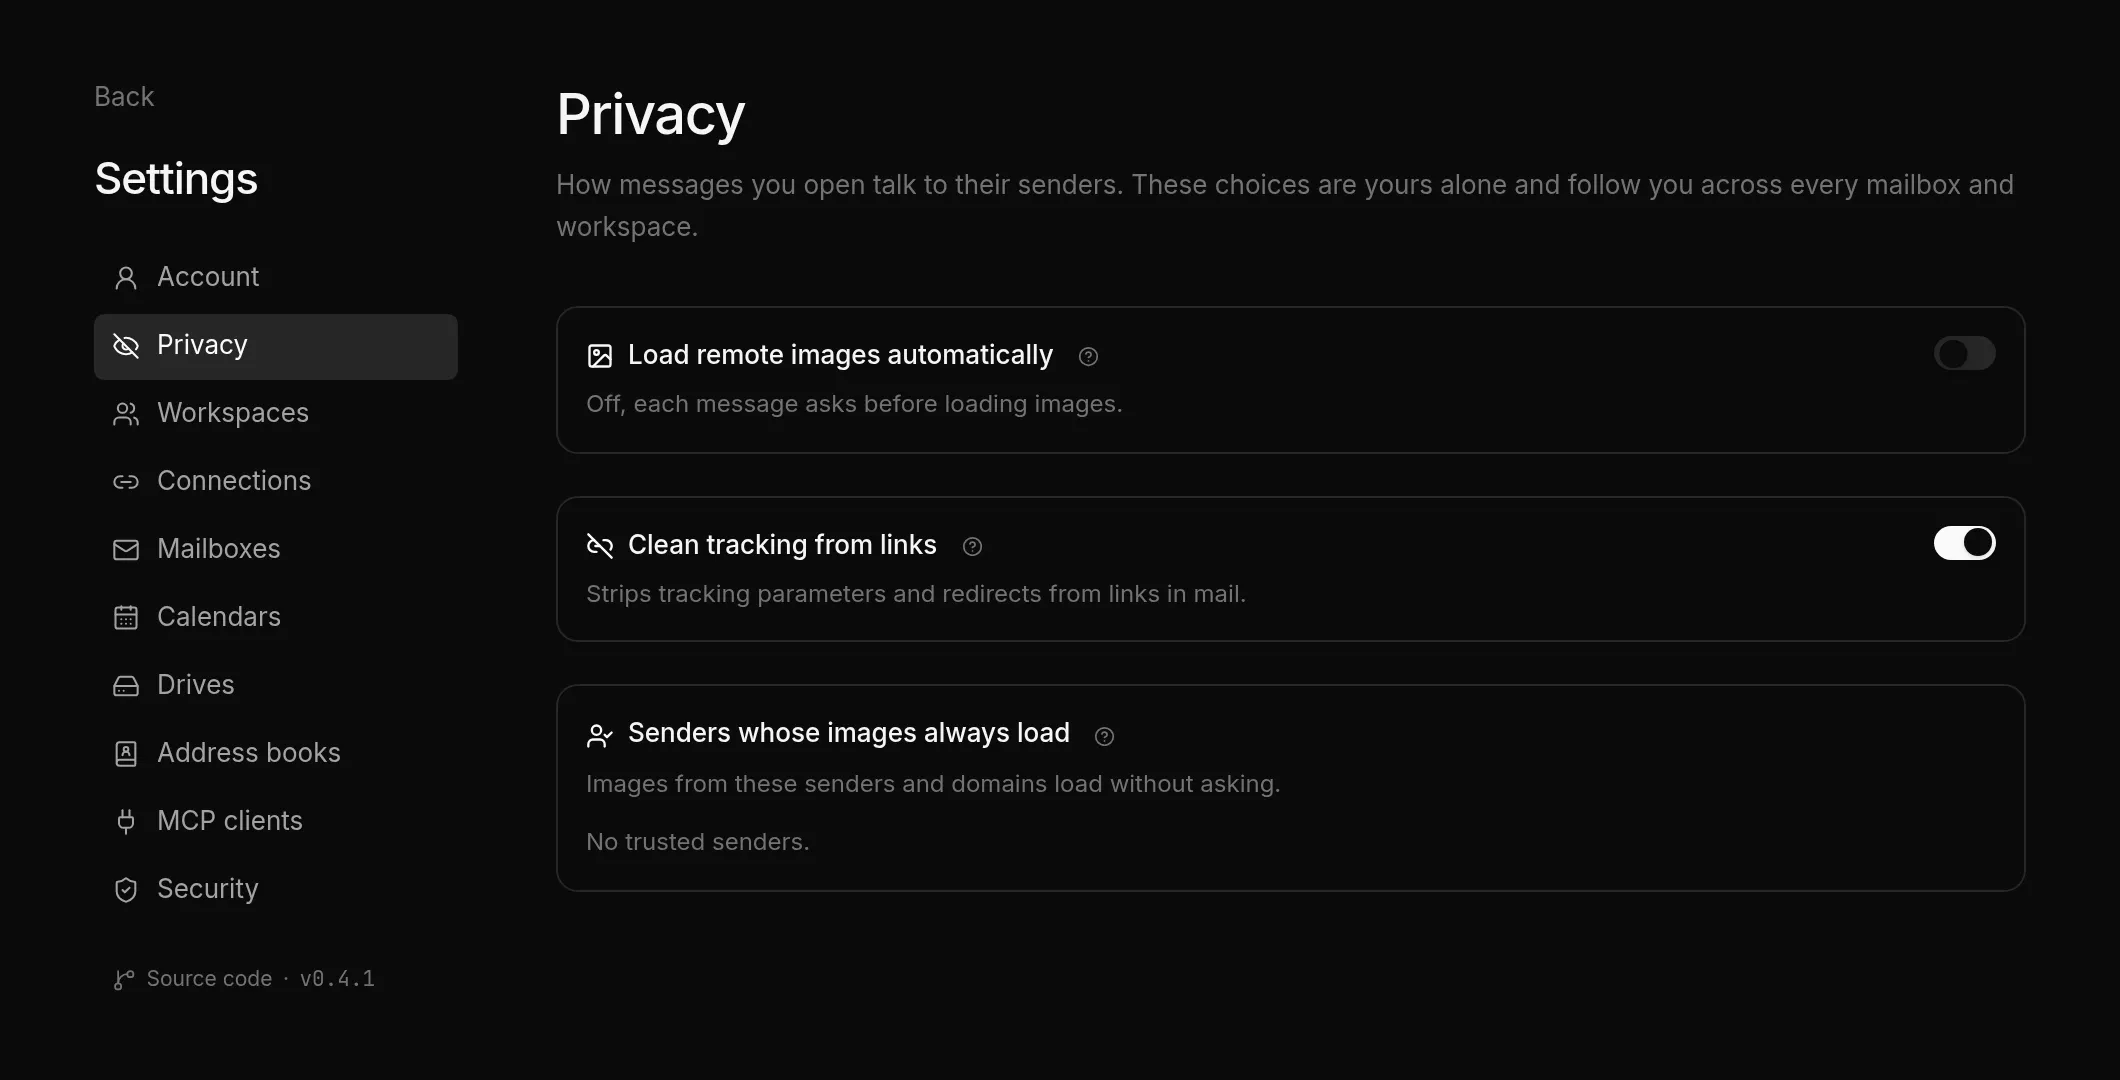 Back
Settings
Account
Privacy
Workspaces
Connections
Mailboxes
Calendars
Drives
Address books
MCP clients
Security
Source code · v0.4.1
Privacy
How messages you open talk to their senders. These choices are yours alone and follow you across every mailbox and
workspace.
Load remote images automatically
Off, each message asks before loading images.
Clean tracking from links
Strips tracking parameters and redirects from links in mail.
Senders whose images always load
Images from these senders and domains load without asking.
No trusted senders.